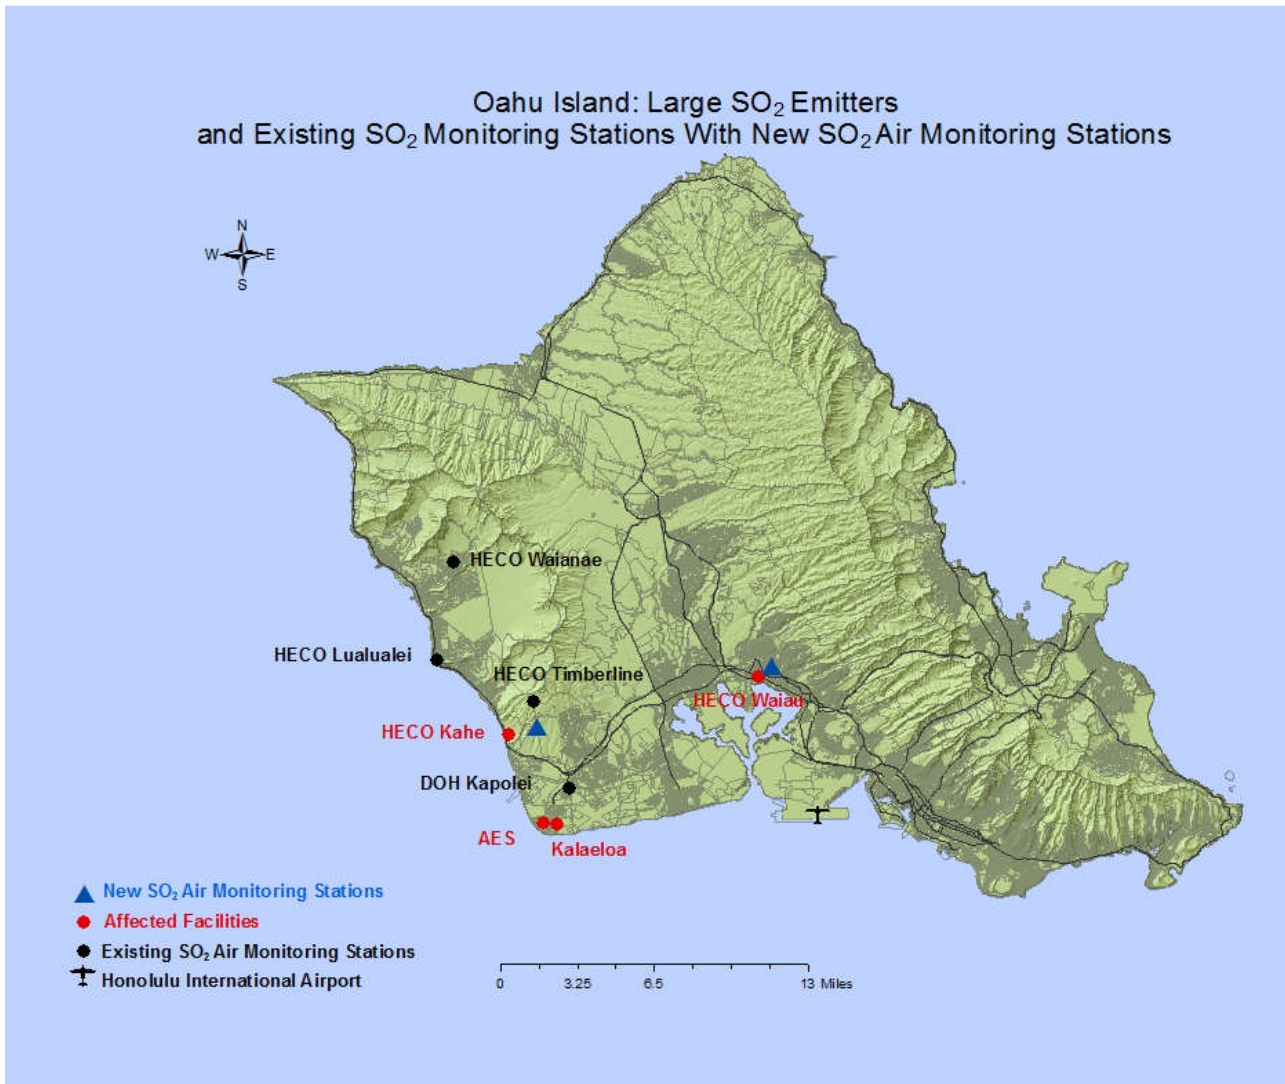 Oahu Island: Large SO₂ Emitters
and Existing SO₂ Monitoring Stations With New SO₂ Air Monitoring Stations
N
W E
S
HECO Waianae
HECO Lualualei
HECO Timberline
HECO Waiau
HECO Kahe
DOH Kapolei
AES
Kalaeloa
New SO₂ Air Monitoring Stations
Affected Facilities
Existing SO₂ Air Monitoring Stations
Honolulu International Airport
0 3.25 6.5 13 Miles